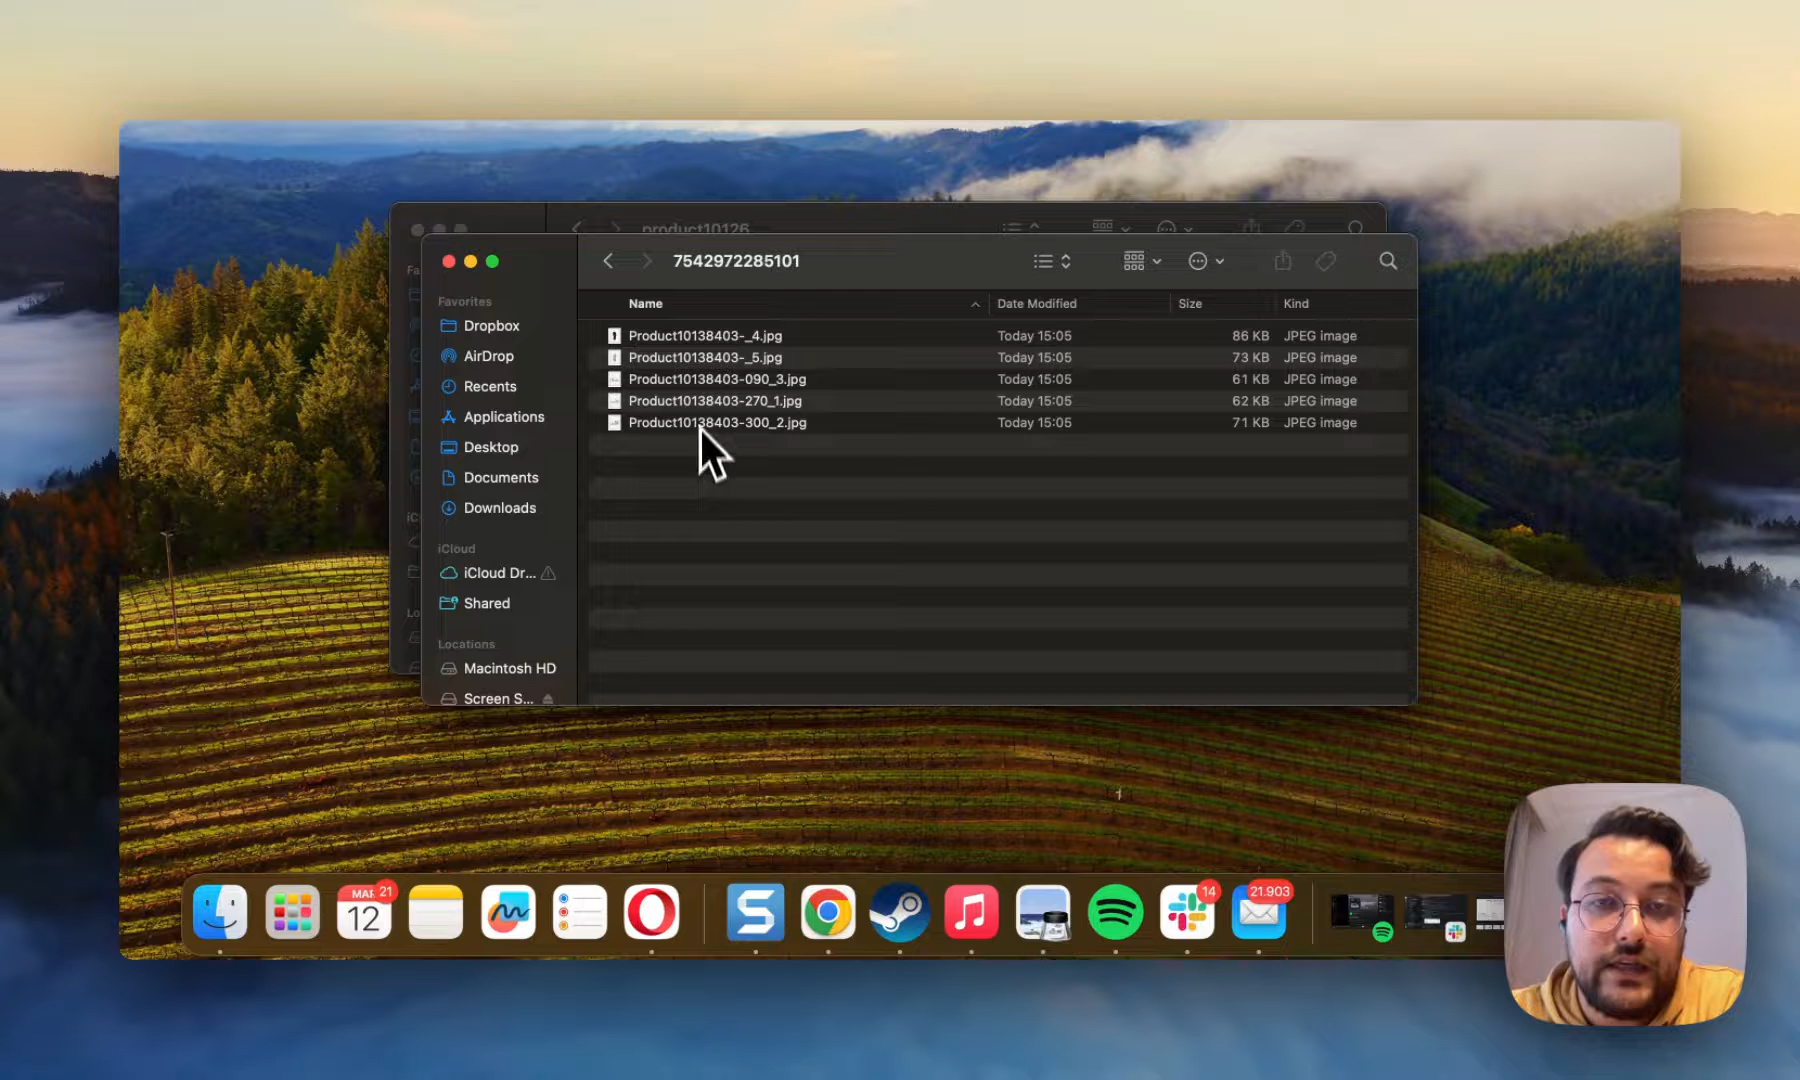 product10126
7542972285101
Favorites
Dropbox
AirDrop
Recents
Applications
Desktop
Documents
Downloads
iCloud
iCloud Dr...
Shared
Locations
Macintosh HD
Screen S...
Name Date Modified Size Kind
Product10138403-_4.jpg Today 15:05 86 KB JPEG image
Product10138403-_5.jpg Today 15:05 73 KB JPEG image
Product10138403-090_3.jpg Today 15:05 61 KB JPEG image
Product10138403-270_1.jpg Today 15:05 62 KB JPEG image
Product10138403-300_2.jpg Today 15:05 71 KB JPEG image
MAR 21
12
14
21.903